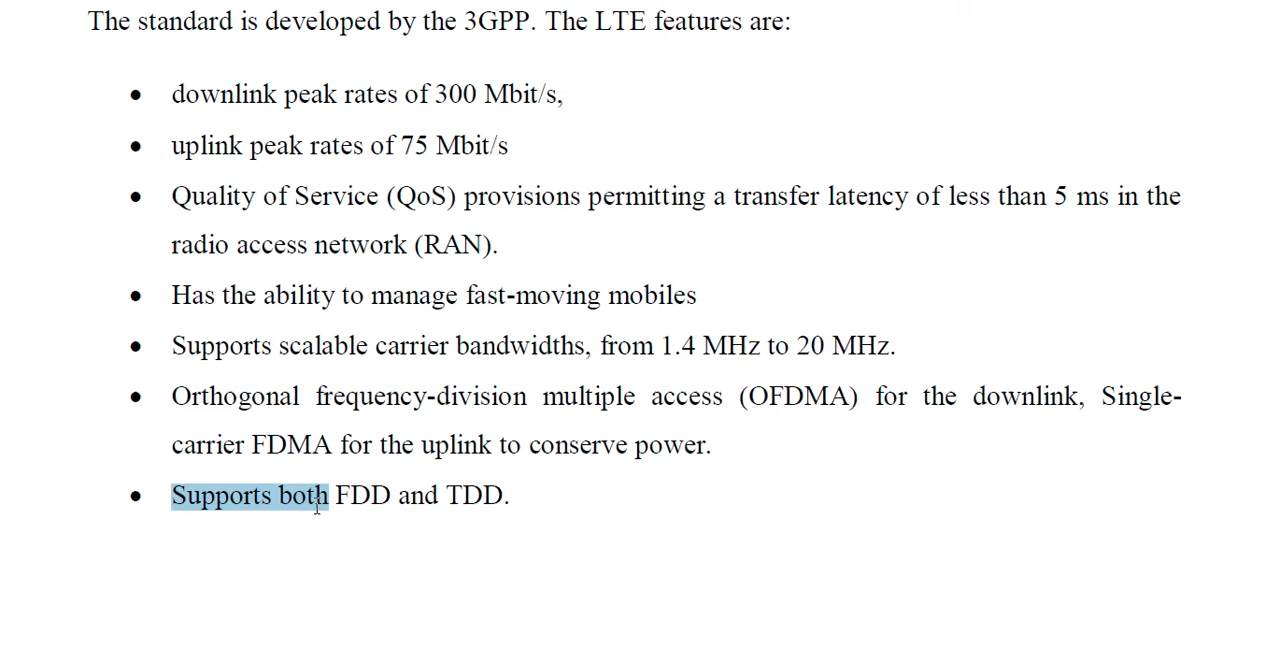 The standard is developed by the 3GPP. The LTE features are:
• downlink peak rates of 300 Mbit/s,
• uplink peak rates of 75 Mbit/s
• Quality of Service (QoS) provisions permitting a transfer latency of less than 5 ms in the
radio access network (RAN).
• Has the ability to manage fast-moving mobiles
• Supports scalable carrier bandwidths, from 1.4 MHz to 20 MHz.
• Orthogonal frequency-division multiple access (OFDMA) for the downlink, Single-
carrier FDMA for the uplink to conserve power.
• Supports both FDD and TDD.